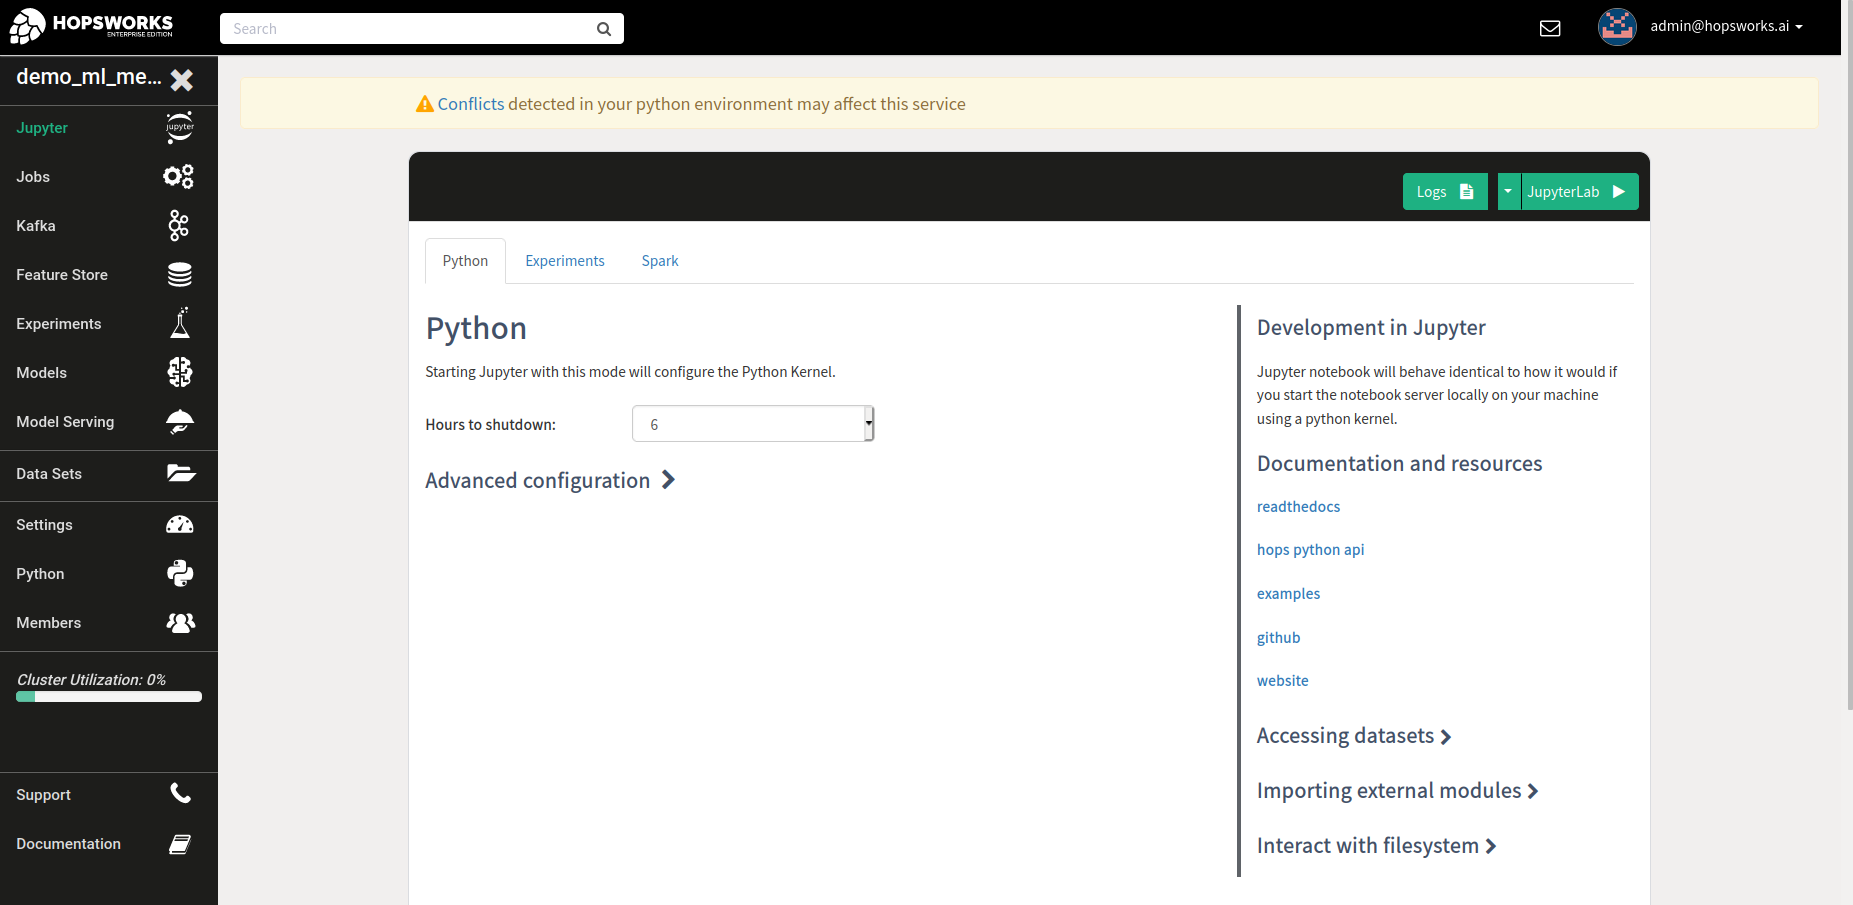 HOPSWORKS
ENTERPRISE EDITION
Search
admin@hopsworks.ai
demo_ml_me...
Jupyter
jupyter
Jobs
Kafka
Feature Store
Experiments
Models
Model Serving
Data Sets
Settings
Python
Members
Cluster Utilization: 0%
Support
Documentation
Conflicts detected in your python environment may affect this service
Logs
JupyterLab
Python
Experiments
Spark
Python
Starting Jupyter with this mode will configure the Python Kernel.
Hours to shutdown:
6
Advanced configuration
Development in Jupyter
Jupyter notebook will behave identical to how it would if
you start the notebook server locally on your machine
using a python kernel.
Documentation and resources
readthedocs
hops python api
examples
github
website
Accessing datasets
Importing external modules
Interact with filesystem